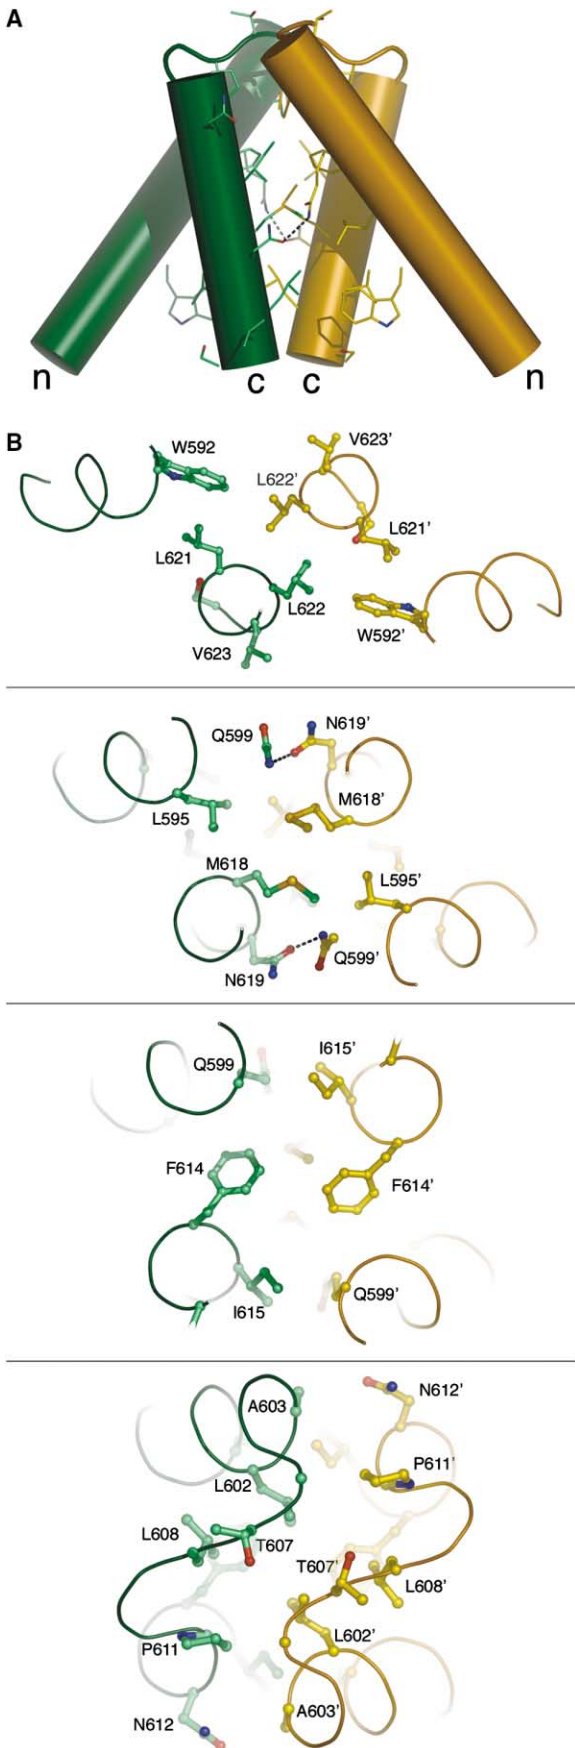 A
n
c
c
n
B
W592
V623'
L622'
L621
L621'
L622
W592'
V623
Q599
N619'
L595
M618'
M618
L595'
N619
Q599'
Q599
I615'
F614
F614'
I615
Q599'
A603
N612'
L602
P611'
L608
T607
T607'
L608'
P611
L602'
N612
A603'